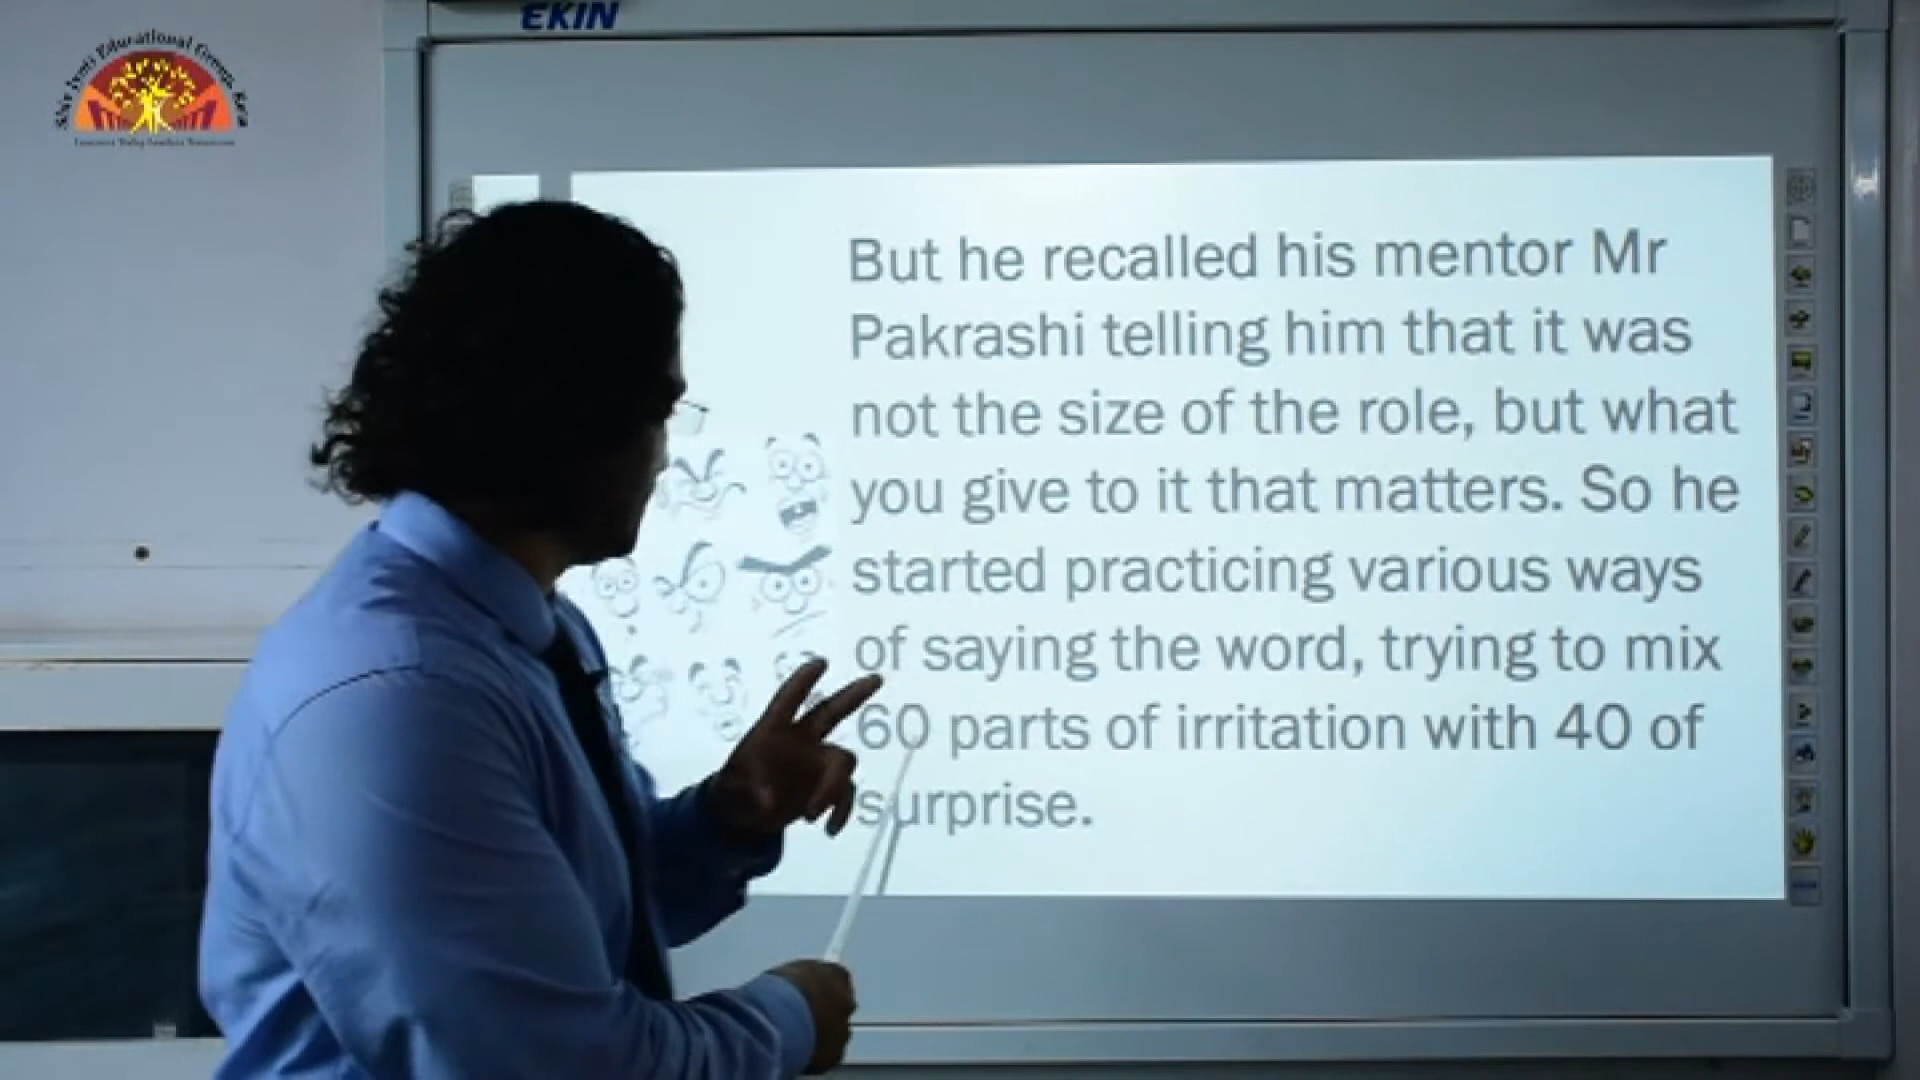 EKIN
Educational Group,
But he recalled his mentor Mr
Pakrashi telling him that it was
not the size of the role, but what
you give to it that matters. So he
started practicing various ways
of saying the word, trying to mix
60 parts of irritation with 40 of
surprise.